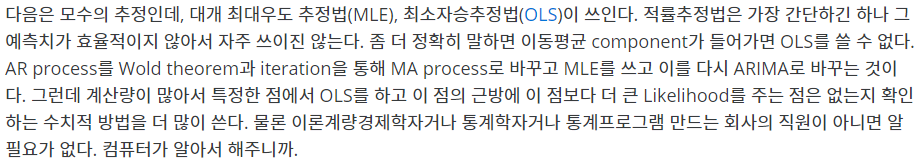 다음은 모수의 추정인데, 대개 최대우도 추정법(MLE), 최소자승추정법(OLS)이 쓰인다. 적률추정법은 가장 간단하긴 하나 그
예측치가 효율적이지 않아서 자주 쓰이진 않는다. 좀 더 정확히 말하면 이동평균 component가 들어가면 OLS를 쓸 수 없다.
AR process를 Wold theorem과 iteration을 통해 MA process로 바꾸고 MLE를 쓰고 이를 다시 ARIMA로 바꾸는 것이
다. 그런데 계산량이 많아서 특정한 점에서 OLS를 하고 이 점의 근방에 이 점보다 더 큰 Likelihood를 주는 점은 없는지 확인
하는 수치적 방법을 더 많이 쓴다. 물론 이론계량경제학자거나 통계학자거나 통계프로그램 만드는 회사의 직원이 아니면 알
필요가 없다. 컴퓨터가 알아서 해주니까.